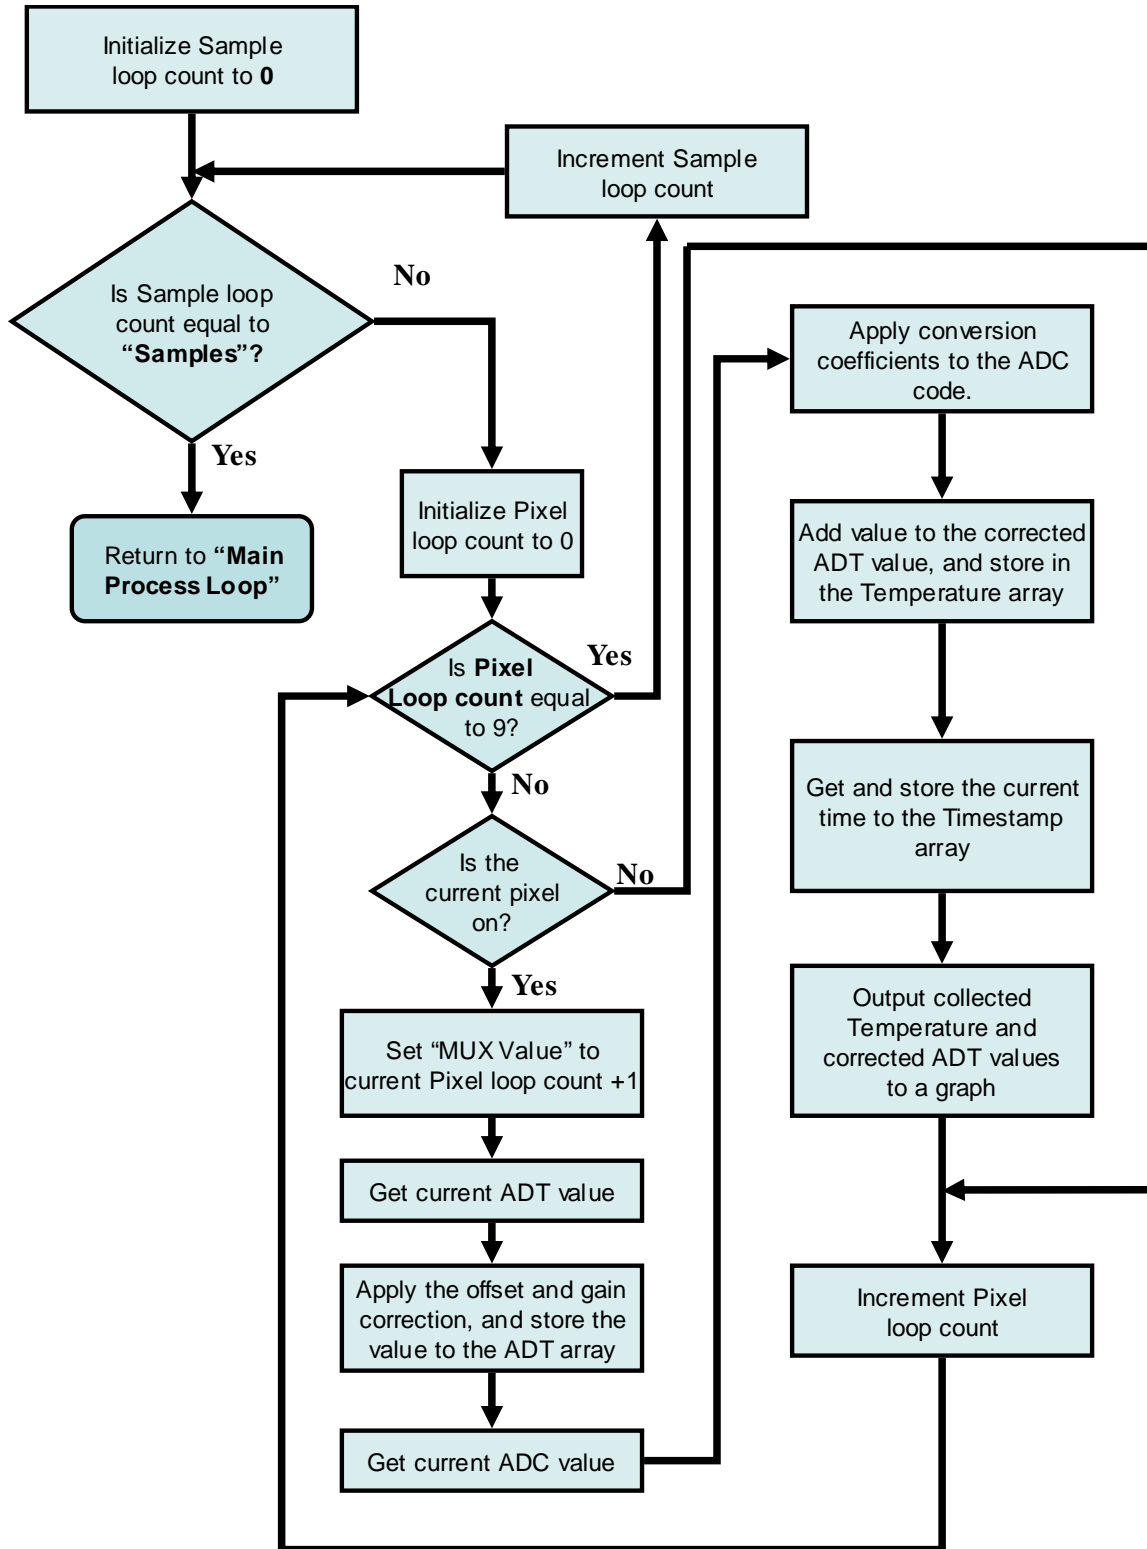 Initialize Sample
loop count to 0
Increment Sample
loop count
No
Is Sample loop
count equal to
“Samples”?
Yes
Return to “Main
Process Loop”
Initialize Pixel
loop count to 0
Is Pixel
Loop count equal
to 9?
Yes
No
Is the
current pixel
on?
No
Yes
Set “MUX Value” to
current Pixel loop count +1
Get current ADT value
Apply the offset and gain
correction, and store the
value to the ADT array
Get current ADC value
Apply conversion
coefficients to the ADC
code.
Add value to the corrected
ADT value, and store in
the Temperature array
Get and store the current
time to the Timestamp
array
Output collected
Temperature and
corrected ADT values
to a graph
Increment Pixel
loop count